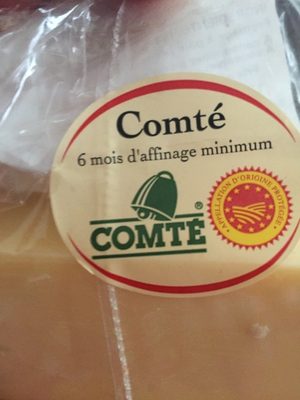 Comté
6 mois d'affinage minimum
COMTÉ ®
APPELLATION D'ORIGINE PROTÉGÉE